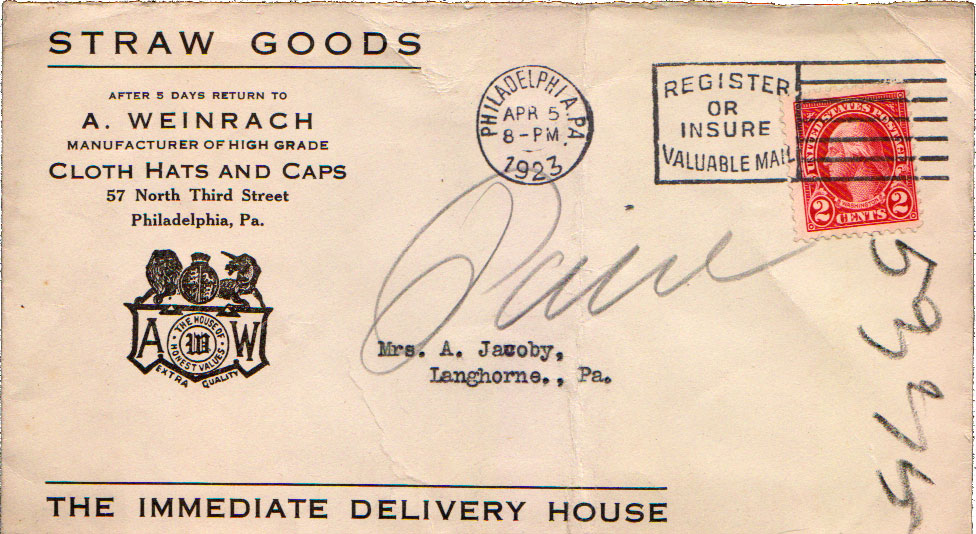 STRAW GOODS
AFTER 5 DAYS RETURN TO
A. WEINRACH
MANUFACTURER OF HIGH GRADE
CLOTH HATS AND CAPS
57 North Third Street
Philadelphia, Pa.
A W
THE HOUSE OF HONEST VALUES
W
EXTRA QUALITY
PHILADELPHIA, PA.
APR 5
8-PM.
1923
REGISTER
OR
INSURE
VALUABLE MAIL
UNITED STATES POSTAGE
WASHINGTON
2 CENTS 2
Mrs. A. Jacoby,
Langhorne., Pa.
THE IMMEDIATE DELIVERY HOUSE